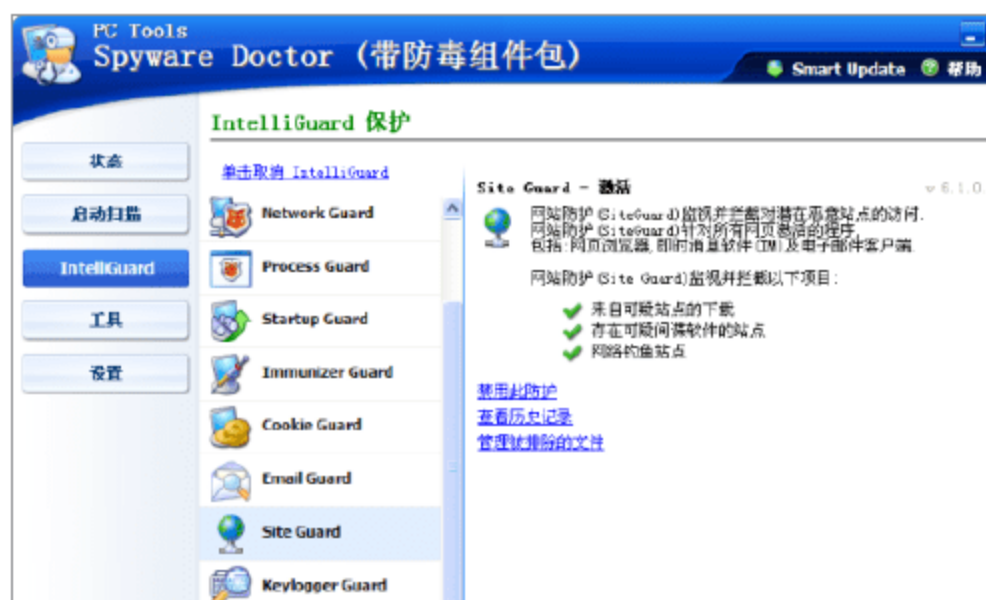 PC Tools
Spyware Doctor (带防毒组件包)
Smart Update
帮助
IntelliGuard 保护
状态
启动扫描
IntelliGuard
工具
设置
单击取消 IntelliGuard
Network Guard
Process Guard
Startup Guard
Immunizer Guard
Cookie Guard
Email Guard
Site Guard
Keylogger Guard
Site Guard - 激活
v 6.1.0.
网站防护(SiteGuard)监视并拦截对潜在恶意站点的访问.
网站防护(SiteGuard)针对所有网页激活的程序,
包括:网页浏览器,即时消息软件(IM)及电子邮件客户端.
网站防护(Site Guard)监视并拦截以下项目:
来自可疑站点的下载
存在可疑间谍软件的站点
网络钓鱼站点
禁用此防护
查看历史记录
管理被排除的文件